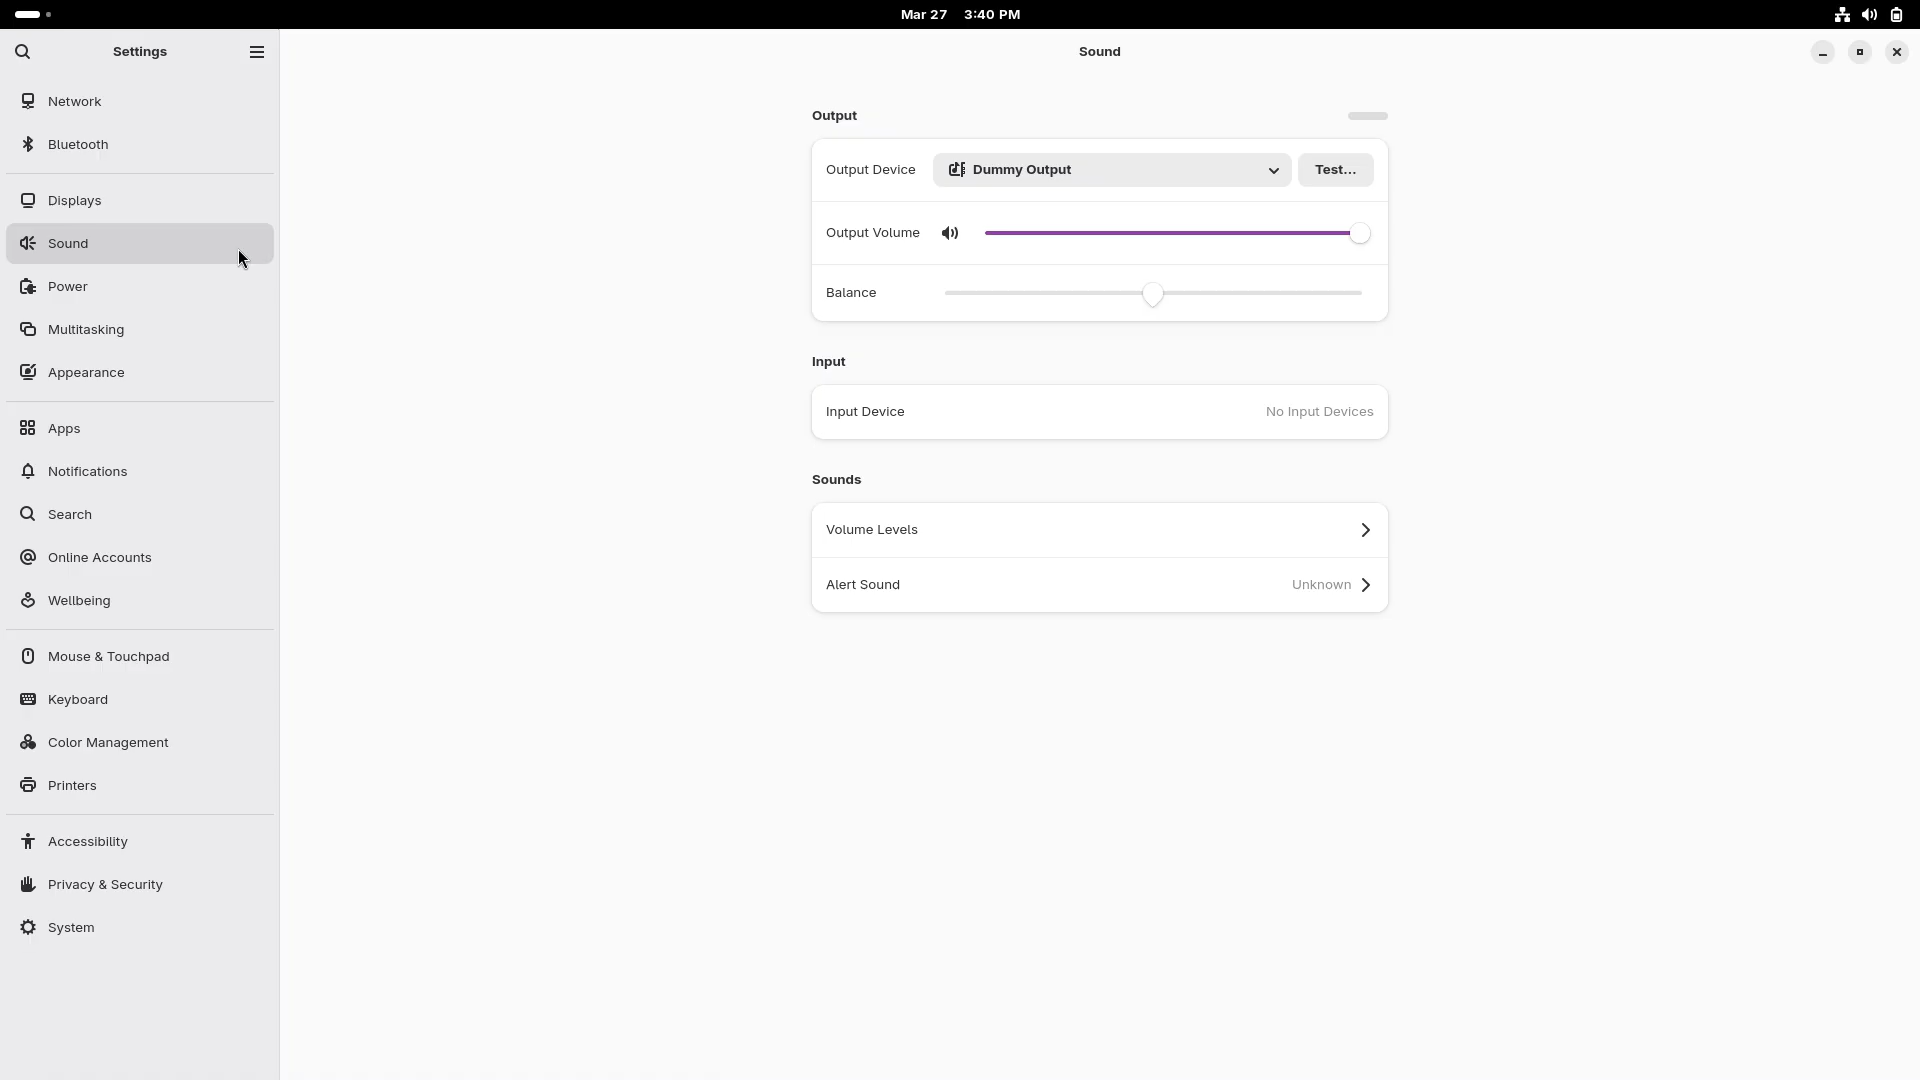 Mar 27 3:40 PM
Settings
Sound
Network
Bluetooth
Displays
Sound
Power
Multitasking
Appearance
Apps
Notifications
Search
Online Accounts
Wellbeing
Mouse & Touchpad
Keyboard
Color Management
Printers
Accessibility
Privacy & Security
System
Output
Output Device Dummy Output Test...
Output Volume
Balance
Input
Input Device No Input Devices
Sounds
Volume Levels
Alert Sound Unknown